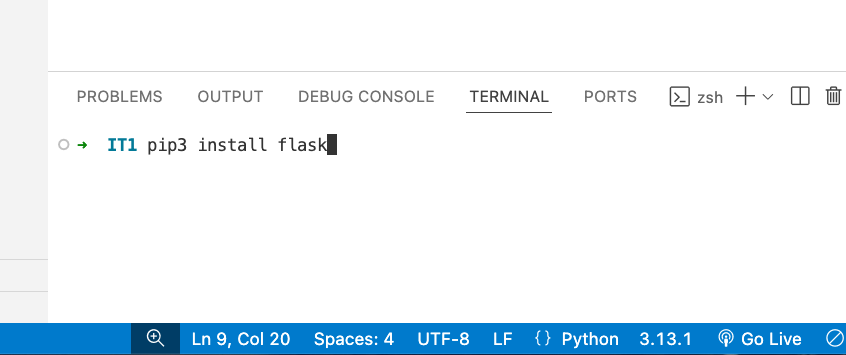 PROBLEMS OUTPUT DEBUG CONSOLE TERMINAL PORTS zsh
IT1 pip3 install flask
Ln 9, Col 20 Spaces: 4 UTF-8 LF {} Python 3.13.1 Go Live